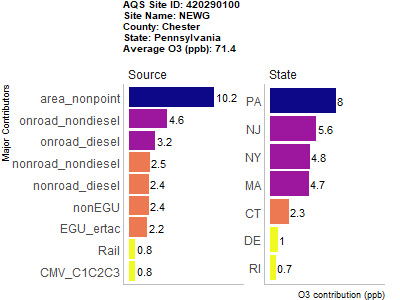 AQS Site ID: 420290100
Site Name: NEWG
County: Chester
State: Pennsylvania
Average O3 (ppb): 71.4
Source
State
Major Contributors
area_nonpoint 10.2
onroad_nondiesel 4.6
onroad_diesel 3.2
nonroad_nondiesel 2.5
nonroad_diesel 2.4
nonEGU 2.4
EGU_ertac 2.2
Rail 0.8
CMV_C1C2C3 0.8
PA 8
NJ 5.6
NY 4.8
MA 4.7
CT 2.3
DE 1
RI 0.7
O3 contribution (ppb)